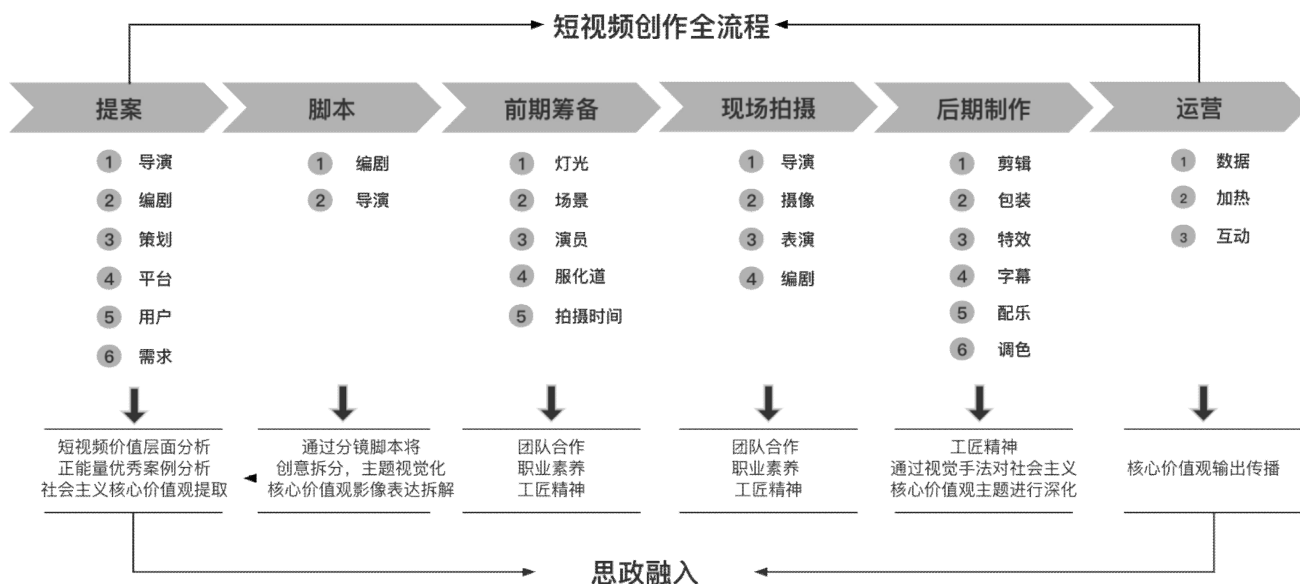 短视频创作全流程
提案
脚本
前期筹备
现场拍摄
后期制作
运营
1 导演
2 编剧
3 策划
4 平台
5 用户
6 需求
1 编剧
2 导演
1 灯光
2 场景
3 演员
4 服化道
5 拍摄时间
1 导演
2 摄像
3 表演
4 编剧
1 剪辑
2 包装
3 特效
4 字幕
5 配乐
6 调色
1 数据
2 加热
3 互动
短视频价值层面分析
正能量优秀案例分析
社会主义核心价值观提取
通过分镜脚本将
创意拆分，主题视觉化
核心价值观影像表达拆解
团队合作
职业素养
工匠精神
团队合作
职业素养
工匠精神
工匠精神
通过视觉手法对社会主义
核心价值观主题进行深化
核心价值观输出传播
思政融入